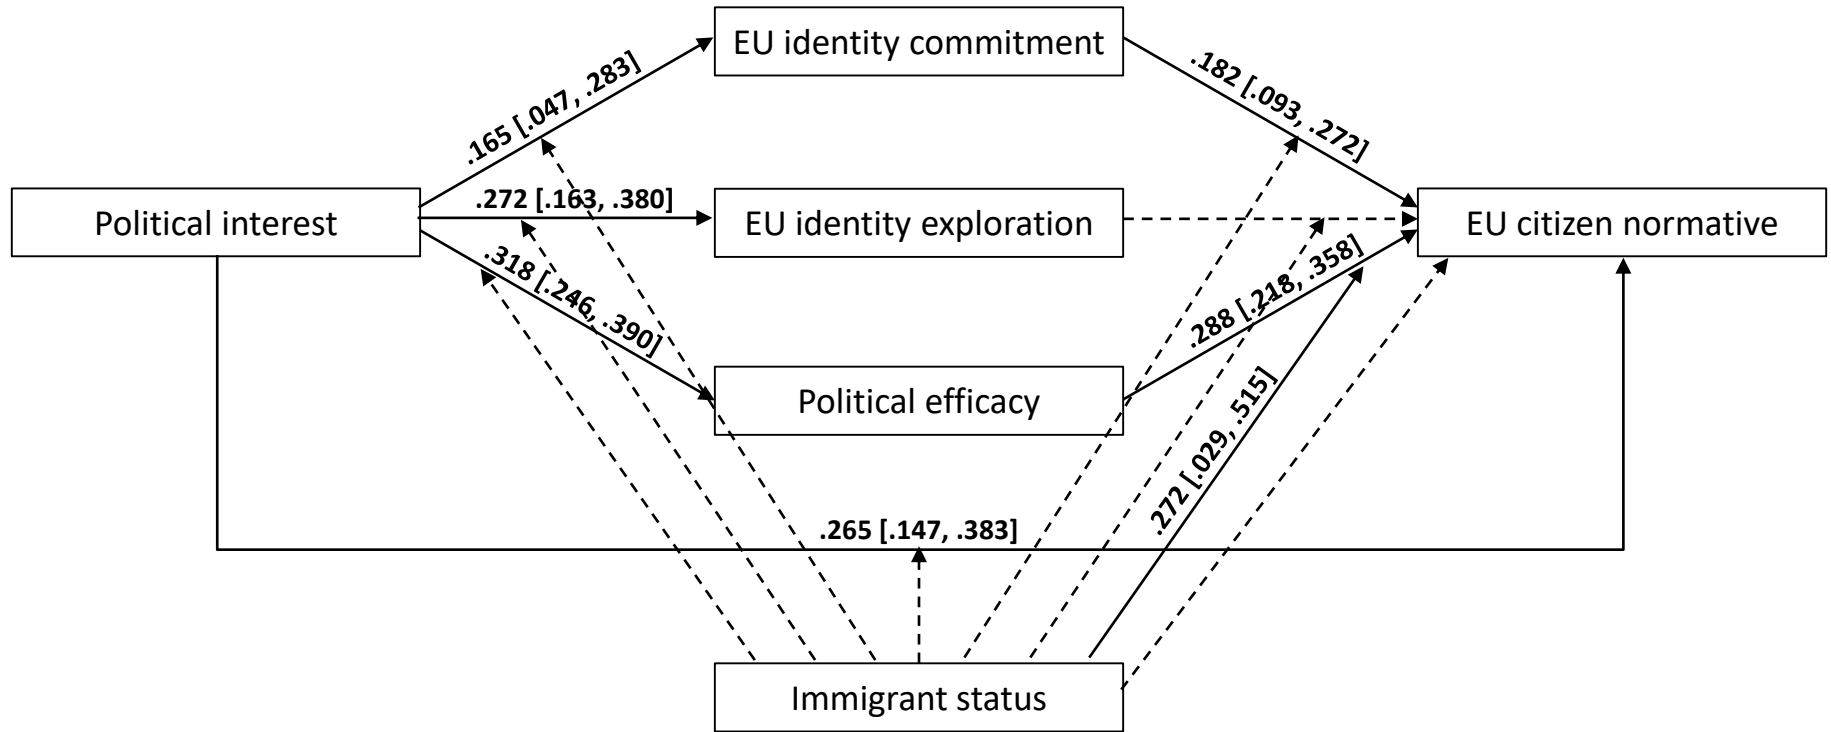 EU identity commitment
.165 [.047, .283]
.182 [.093, .272]
Political interest
.272 [.163, .380]
EU identity exploration
EU citizen normative
.318 [.246, .390]
.288 [.218, .358]
Political efficacy
.272 [.029, .515]
.265 [.147, .383]
Immigrant status